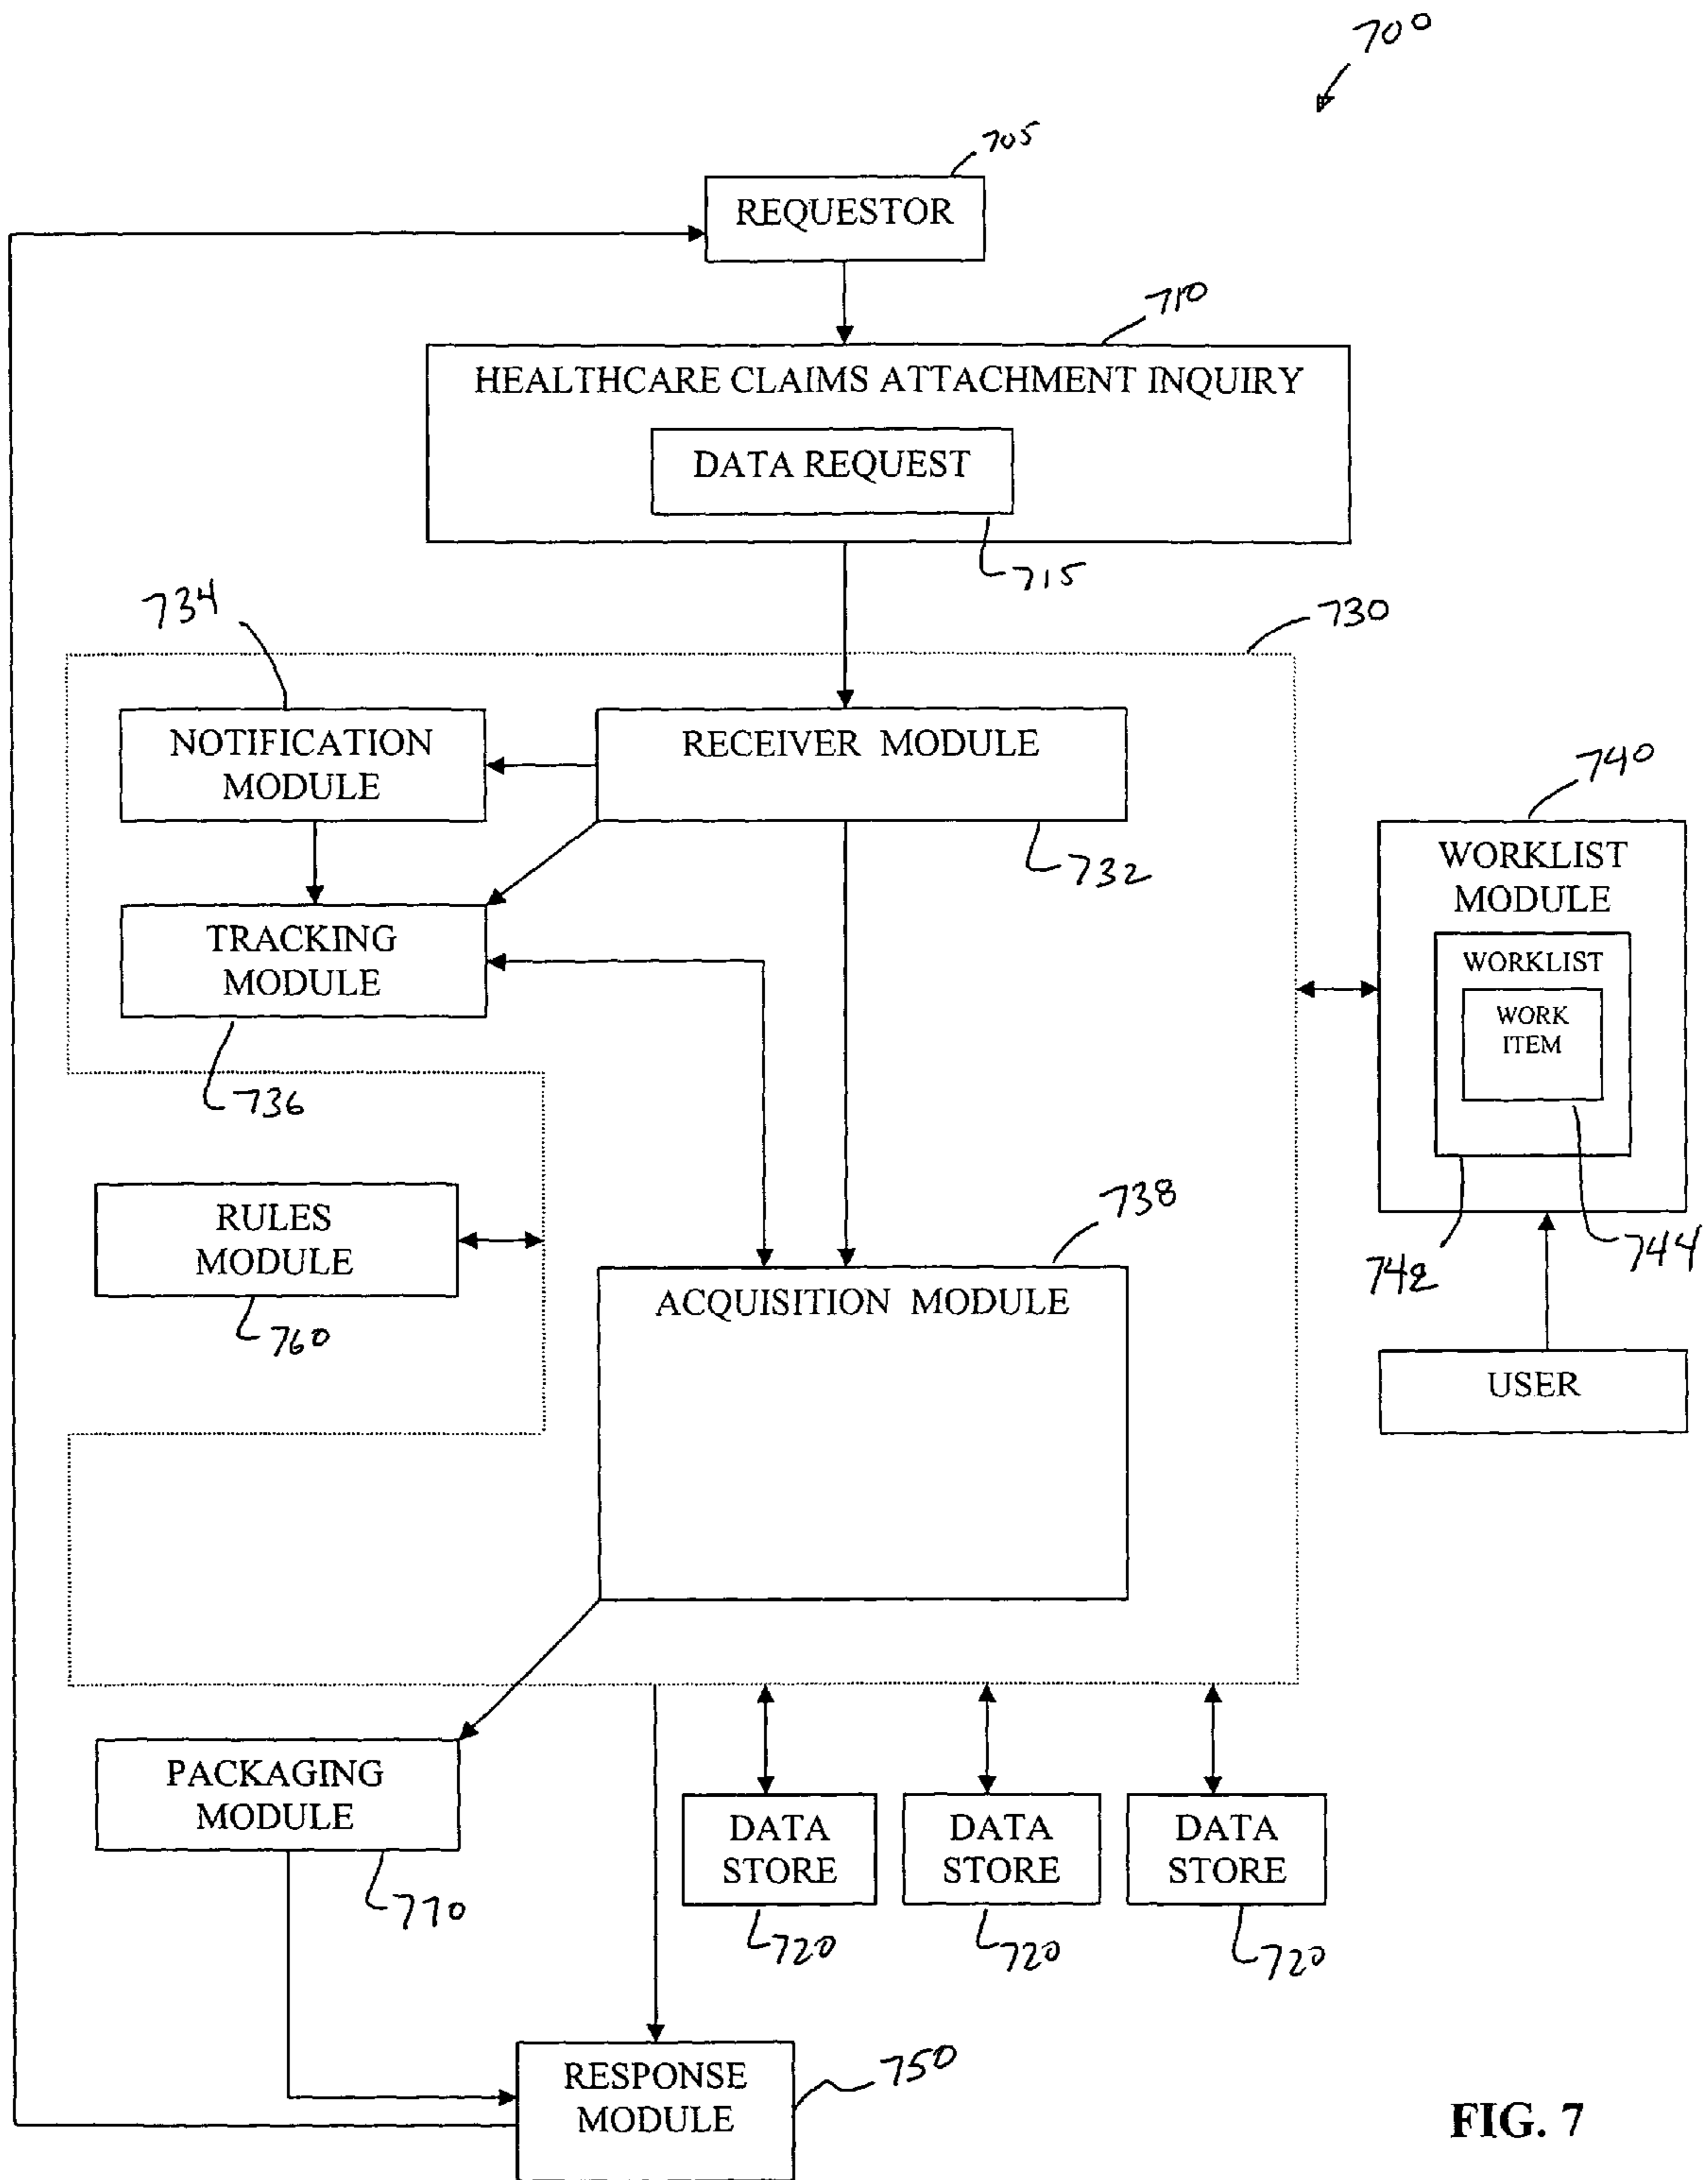 700
705
REQUESTOR
710
HEALTHCARE CLAIMS ATTACHMENT INQUIRY
DATA REQUEST
715
734
730
NOTIFICATION
MODULE
RECEIVER MODULE
732
740
WORKLIST
MODULE
TRACKING
MODULE
WORKLIST
WORK
ITEM
736
738
742
744
RULES
MODULE
760
ACQUISITION MODULE
USER
PACKAGING
MODULE
770
DATA
STORE
720
DATA
STORE
720
DATA
STORE
720
RESPONSE
MODULE
750
FIG. 7